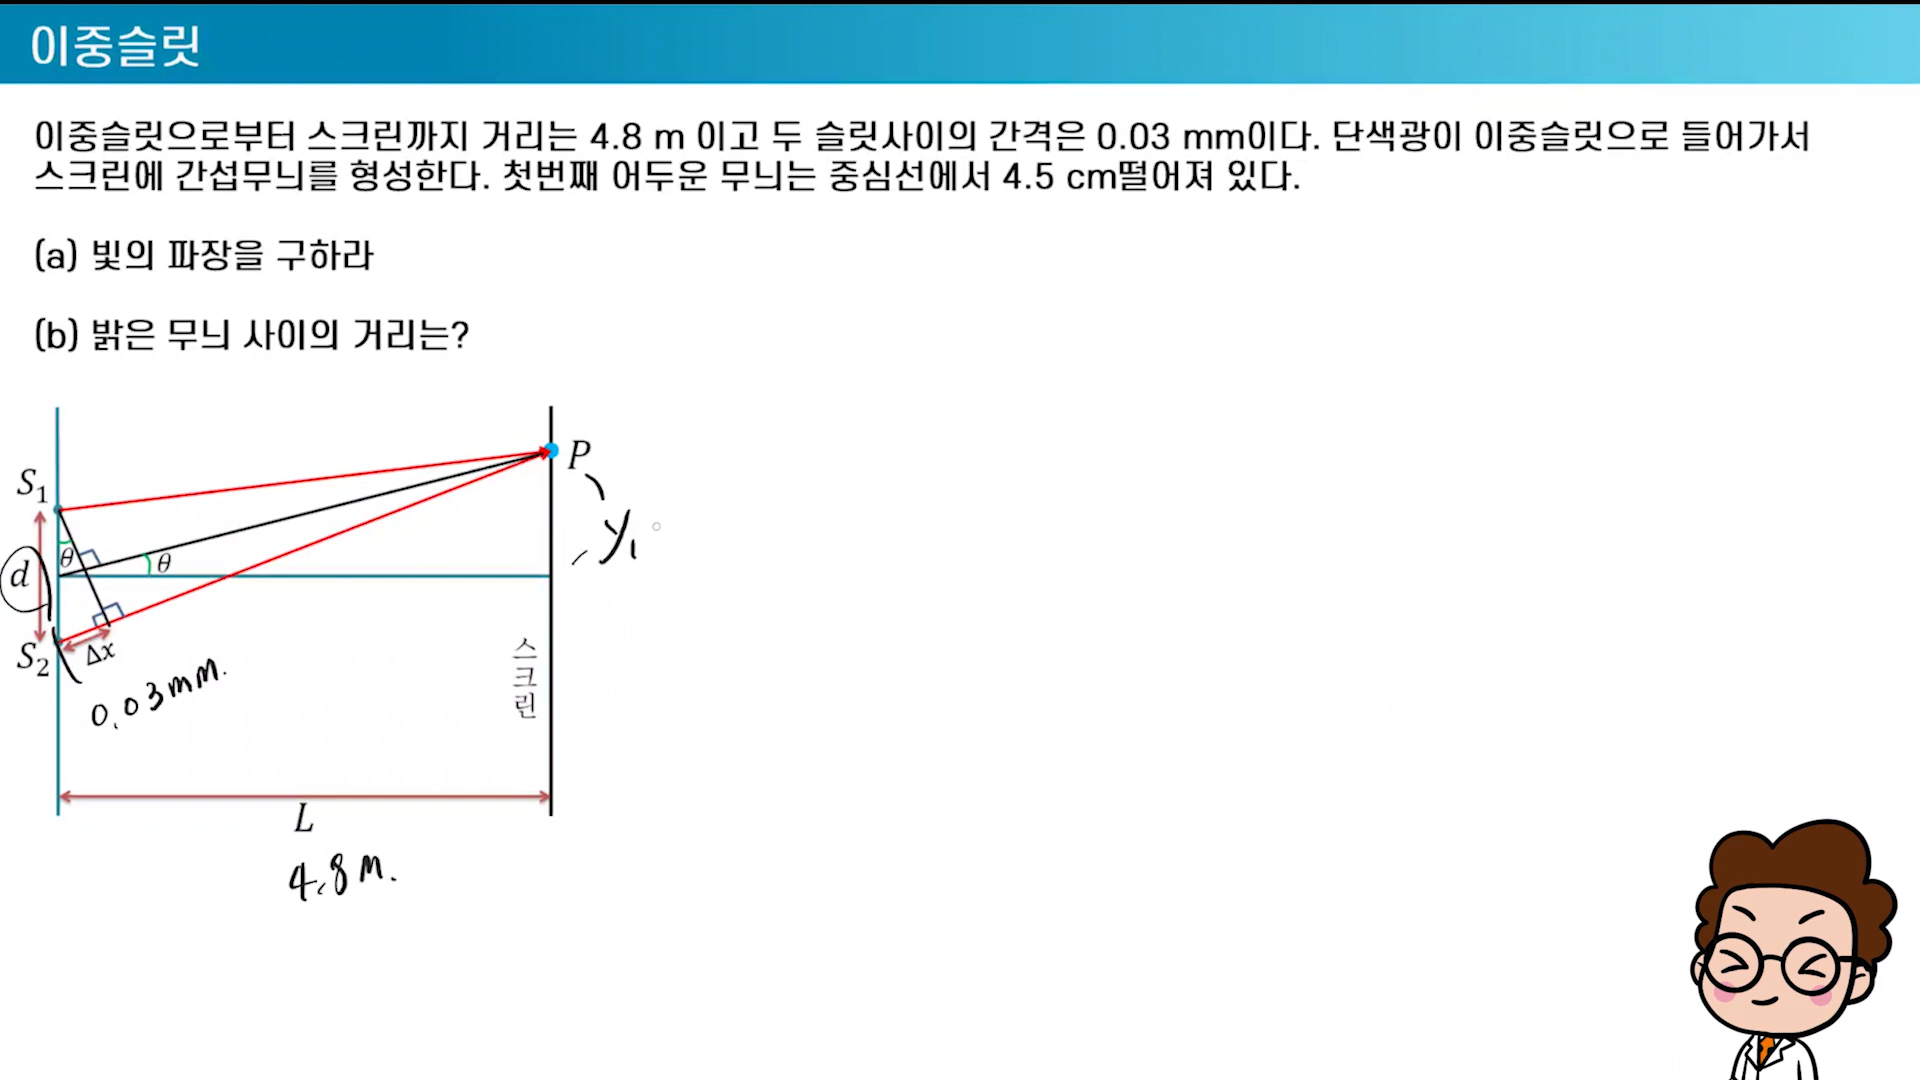 이중슬릿
이중슬릿으로부터 스크린까지 거리는 4.8 m 이고 두 슬릿사이의 간격은 0.03 mm이다. 단색광이 이중슬릿으로 들어가서
스크린에 간섭무늬를 형성한다. 첫번째 어두운 무늬는 중심선에서 4.5 cm떨어져 있다.
(a) 빛의 파장을 구하라
(b) 밝은 무늬 사이의 거리는?
P
S₁
y₁
θ
θ
d
S₂
Δx
스크린
0.03mm.
L
4.8m.